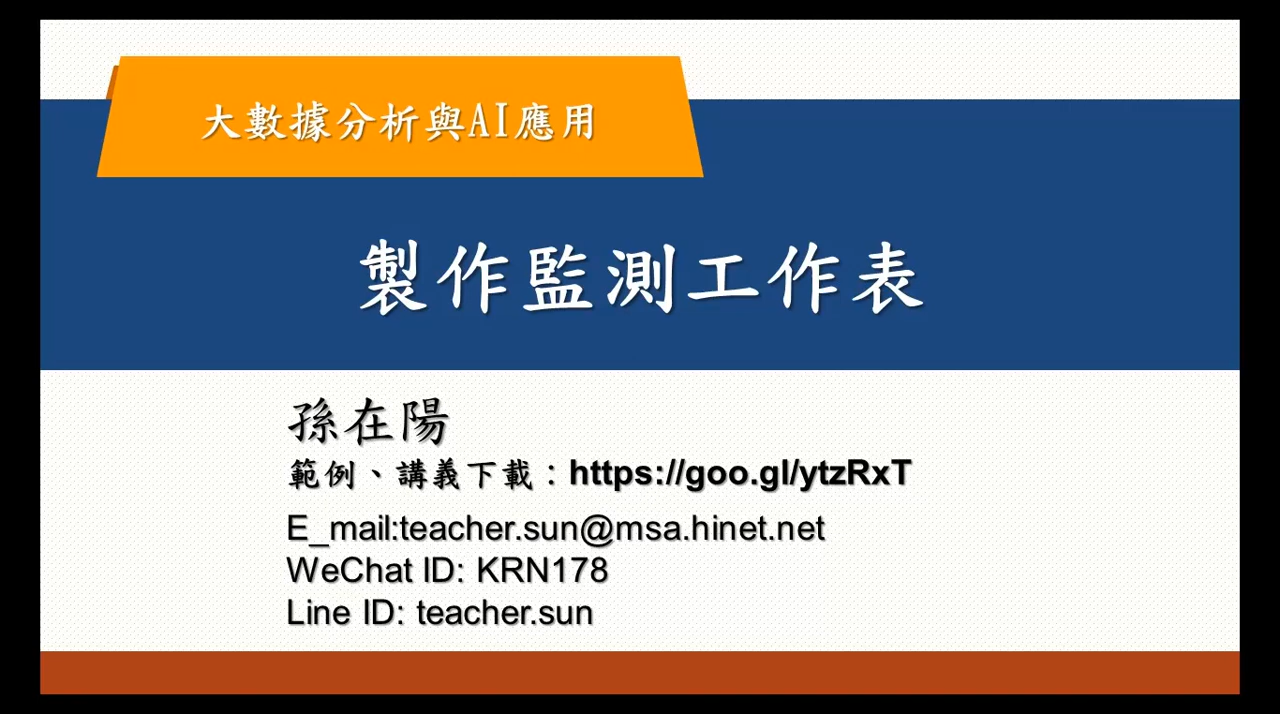 大數據分析與AI應用
製作監測工作表
孫在陽
範例、講義下載：https://goo.gl/ytzRxT
E_mail:teacher.sun@msa.hinet.net
WeChat ID: KRN178
Line ID: teacher.sun